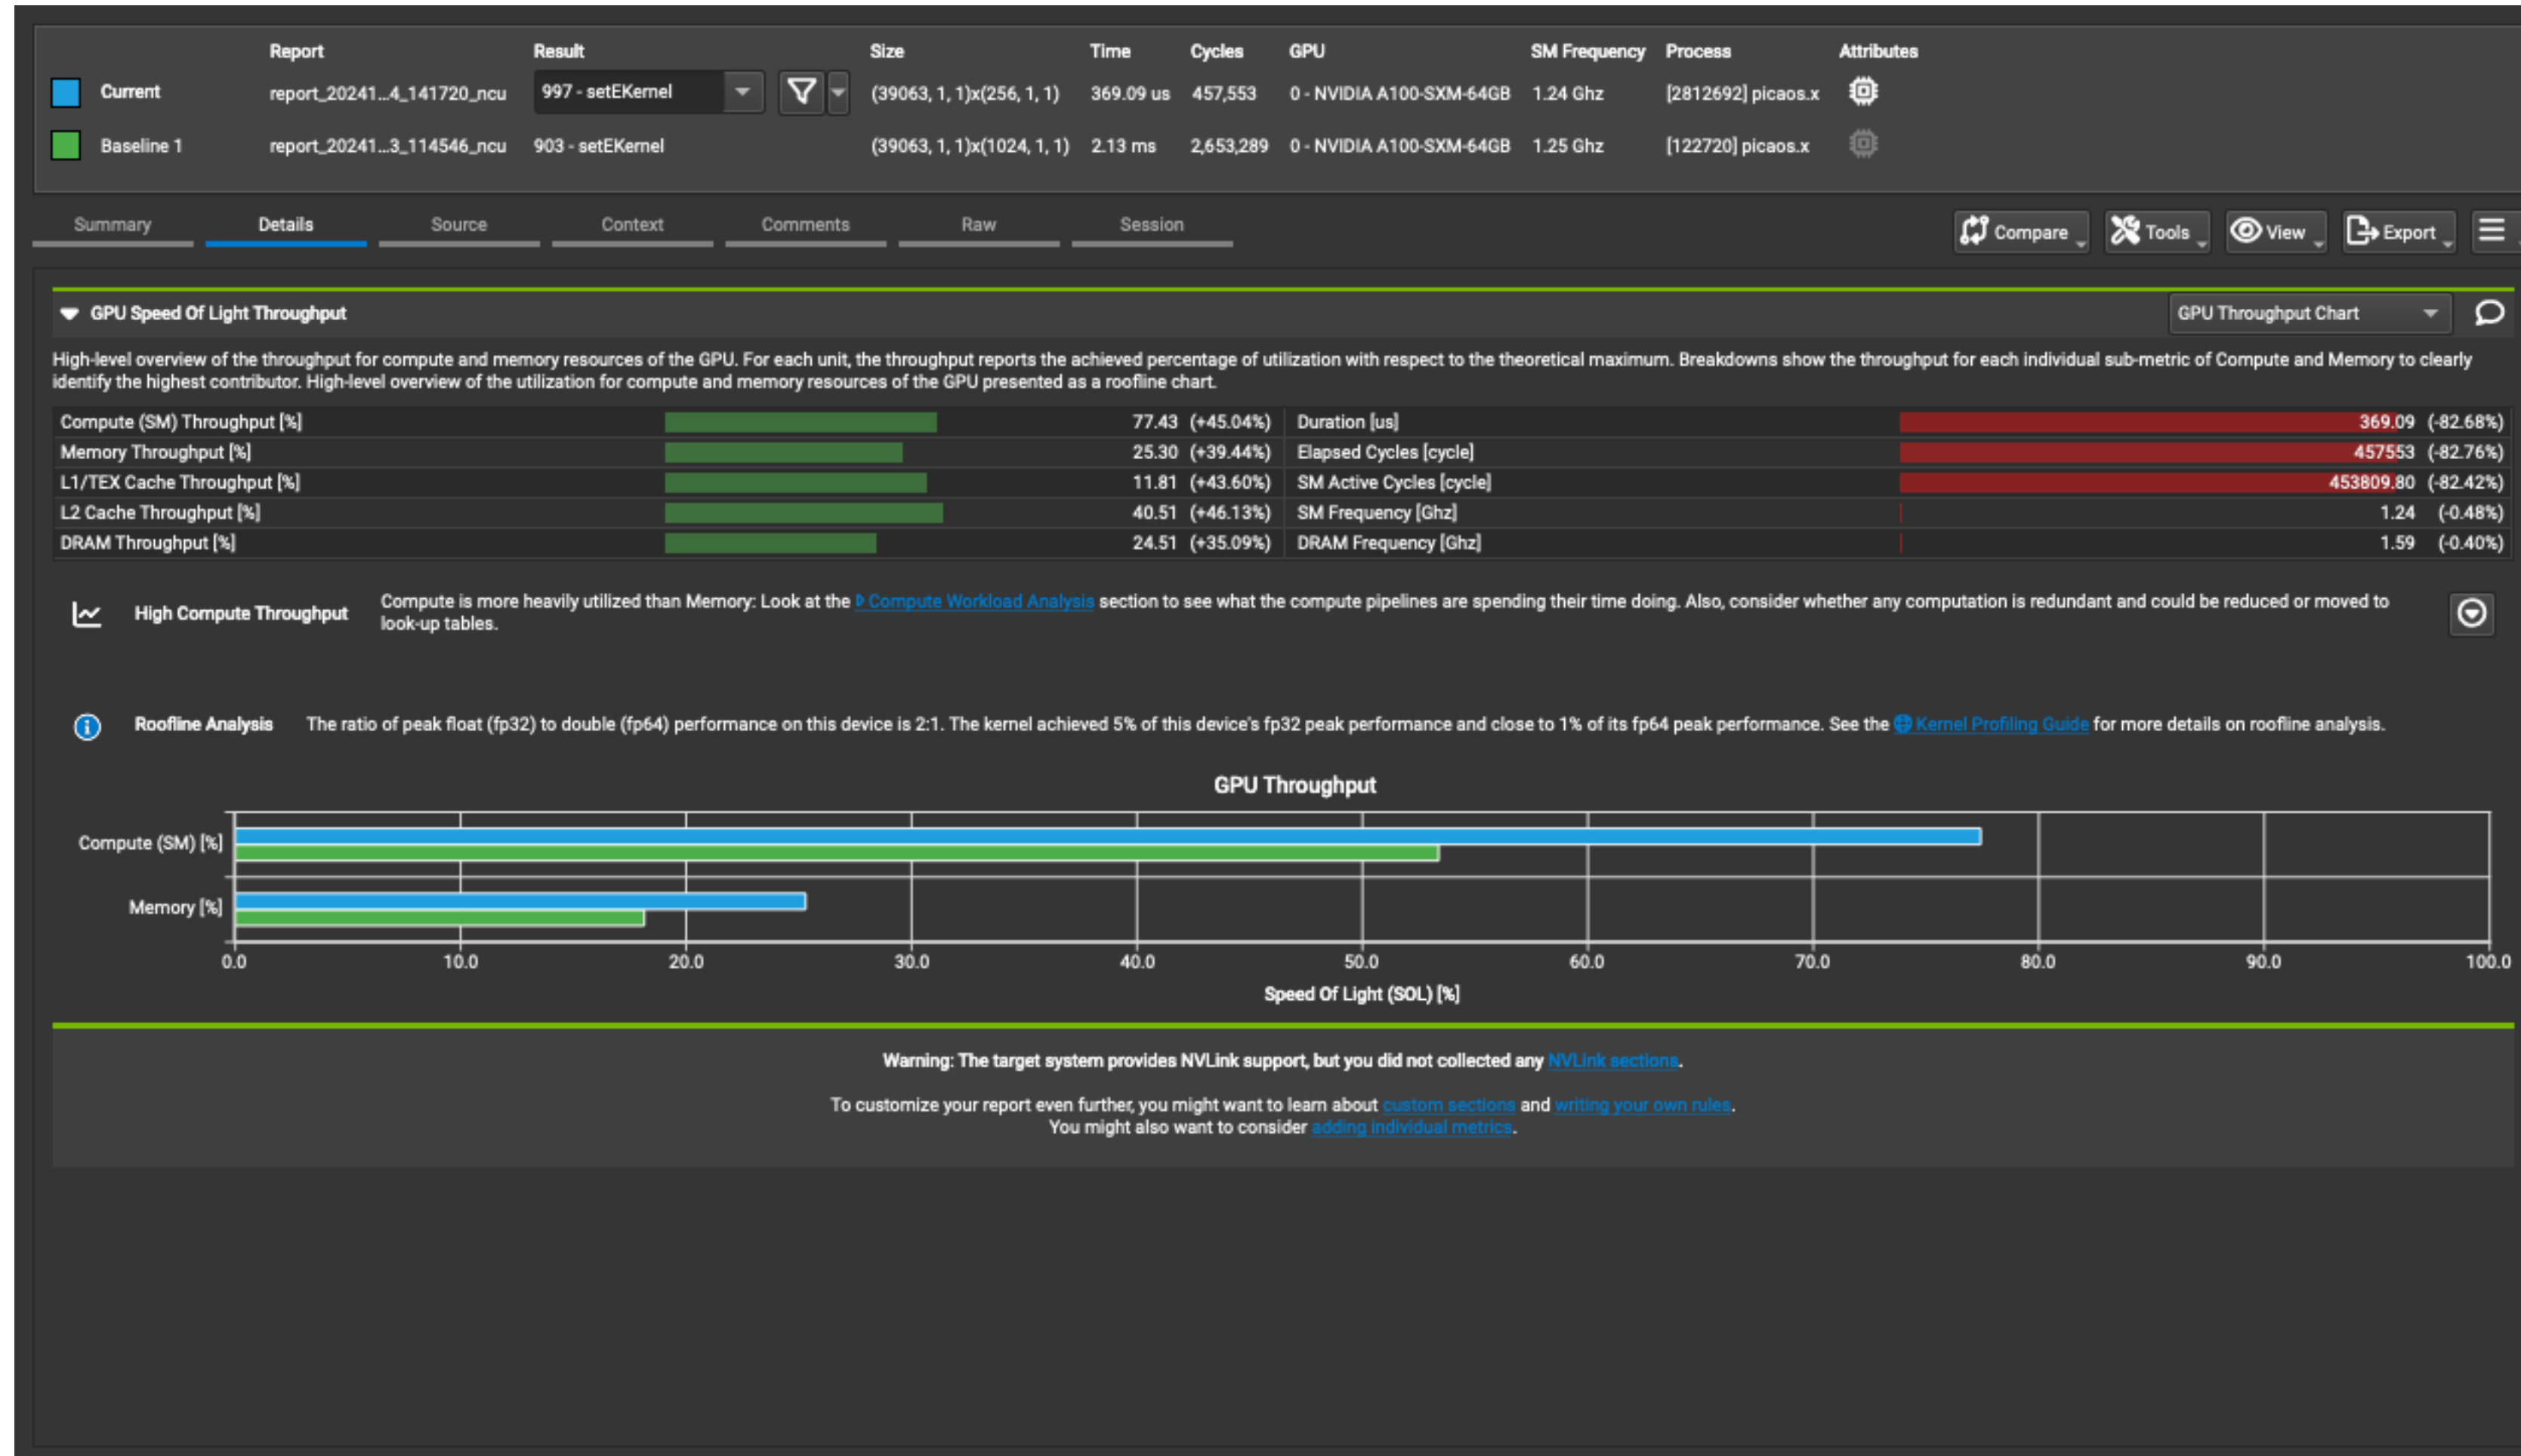 Report Result Size Time Cycles GPU SM Frequency Process Attributes
Current report_20241...4_141720_ncu 997 - setEKernel (39063, 1, 1)x(256, 1, 1) 369.09 us 457,553 0 - NVIDIA A100-SXM-64GB 1.24 Ghz [2812692] picaos.x
Baseline 1 report_20241...3_114546_ncu 903 - setEKernel (39063, 1, 1)x(1024, 1, 1) 2.13 ms 2,653,289 0 - NVIDIA A100-SXM-64GB 1.25 Ghz [122720] picaos.x
Summary Details Source Context Comments Raw Session Compare Tools View Export
GPU Speed Of Light Throughput GPU Throughput Chart
High-level overview of the throughput for compute and memory resources of the GPU. For each unit, the throughput reports the achieved percentage of utilization with respect to the theoretical maximum. Breakdowns show the throughput for each individual sub-metric of Compute and Memory to clearly
identify the highest contributor. High-level overview of the utilization for compute and memory resources of the GPU presented as a roofline chart.
Compute (SM) Throughput [%] 77.43 (+45.04%) Duration [us] 369.09 (-82.68%)
Memory Throughput [%] 25.30 (+39.44%) Elapsed Cycles [cycle] 457553 (-82.76%)
L1/TEX Cache Throughput [%] 11.81 (+43.60%) SM Active Cycles [cycle] 453809.80 (-82.42%)
L2 Cache Throughput [%] 40.51 (+46.13%) SM Frequency [Ghz] 1.24 (-0.48%)
DRAM Throughput [%] 24.51 (+35.09%) DRAM Frequency [Ghz] 1.59 (-0.40%)
High Compute Throughput Compute is more heavily utilized than Memory: Look at the Compute Workload Analysis section to see what the compute pipelines are spending their time doing. Also, consider whether any computation is redundant and could be reduced or moved to
look-up tables.
Roofline Analysis The ratio of peak float (fp32) to double (fp64) performance on this device is 2:1. The kernel achieved 5% of this device's fp32 peak performance and close to 1% of its fp64 peak performance. See the Kernel Profiling Guide for more details on roofline analysis.
GPU Throughput
Compute (SM) [%]
Memory [%]
0.0 10.0 20.0 30.0 40.0 50.0 60.0 70.0 80.0 90.0 100.0
Speed Of Light (SOL) [%]
Warning: The target system provides NVLink support, but you did not collected any NVLink sections.
To customize your report even further, you might want to learn about custom sections and writing your own rules.
You might also want to consider adding individual metrics.